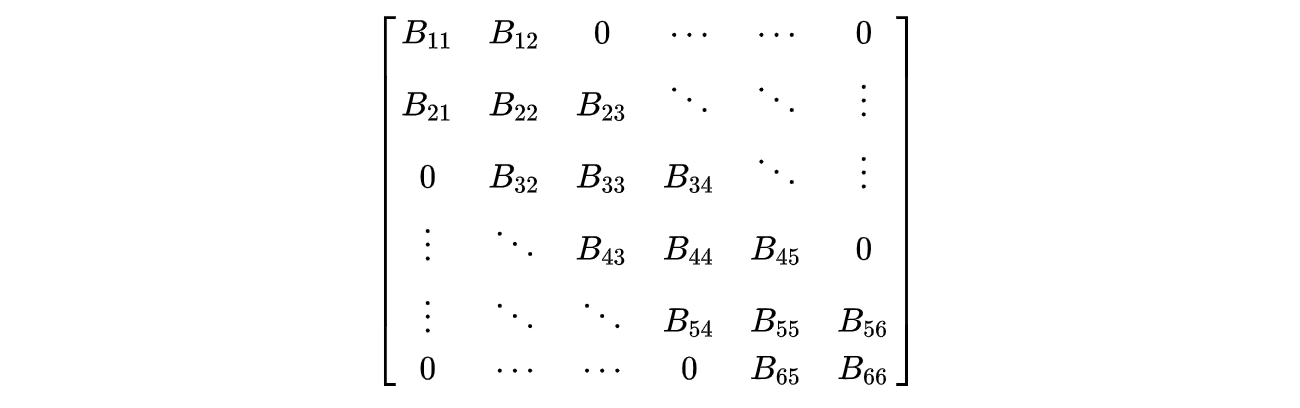 B₁₁ B₁₂ 0 ⋯ ⋯ 0
B₂₁ B₂₂ B₂₃ ⋱ ⋱ ⋮
0 B₃₂ B₃₃ B₃₄ ⋱ ⋮
⋮ ⋱ B₄₃ B₄₄ B₄₅ 0
⋮ ⋱ ⋱ B₅₄ B₅₅ B₅₆
0 ⋯ ⋯ 0 B₆₅ B₆₆